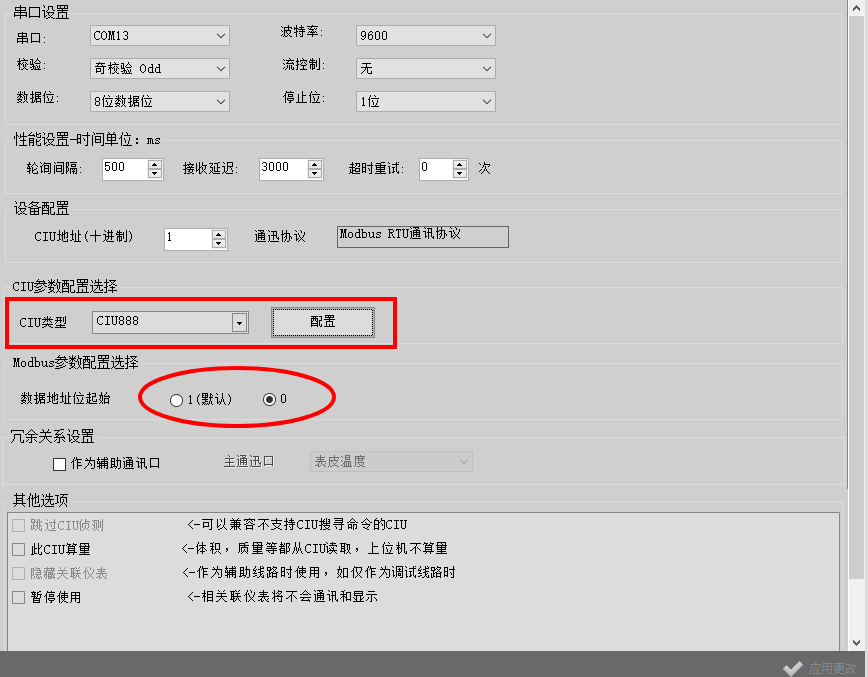 串口设置
串口: COM13 波特率: 9600
校验: 奇校验 Odd 流控制: 无
数据位: 8位数据位 停止位: 1位
性能设置-时间单位: ms
轮询间隔: 500 接收延迟: 3000 超时重试: 0 次
设备配置
CIU地址(十进制) 1 通迅协议 Modbus RTU通讯协议
CIU参数配置选择
CIU类型 CIU888 配置
Modbus参数配置选择
数据地址位起始 1(默认) 0
冗余关系设置
作为辅助通讯口 主通迅口 表皮温度
其他选项
跳过CIU侦测 <-可以兼容不支持CIU搜寻命令的CIU
此CIU算量 <-体积，质量等都从CIU读取，上位机不算量
隐藏关联仪表 <-作为辅助线路时使用，如仅作为调试线路时
暂停使用 <-相关联仪表将不会通讯和显示
应用更改